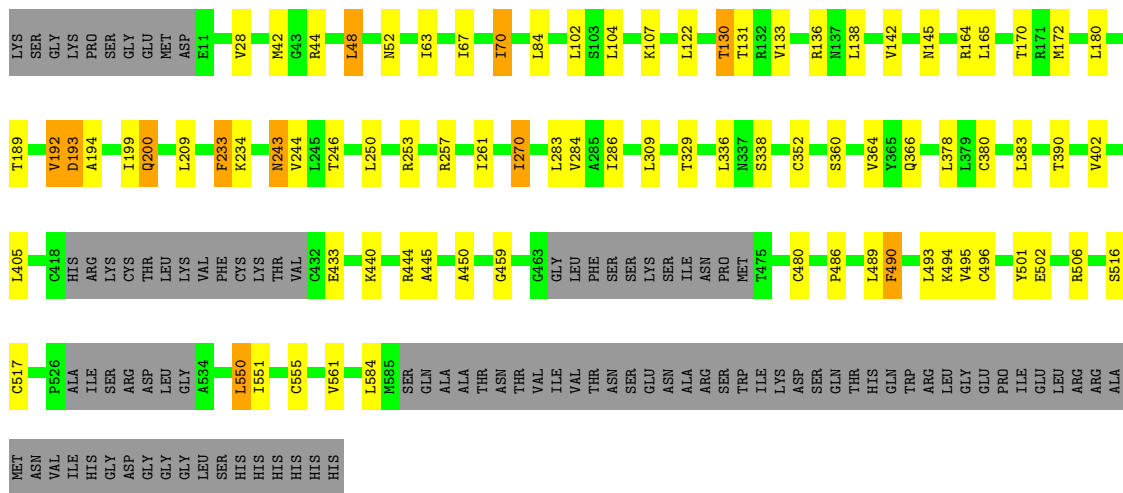 LYS SER GLY LYS PRO SER GLY GLU MET ASP E11 V28 M42 G43 R44 L48 N52 I63 I67 I70 L84 L102 S103 L104 K107 L122 T130 T131 R132 V133 R136 N137 L138 V142 N145 R164 L165 T170 R171 M172 L180
T189 V192 D193 A194 I199 Q200 L209 F233 K234 N243 V244 L245 T246 L250 R253 R257 I261 I270 L283 V284 A285 I286 L309 T329 L336 N337 S338 C352 S360 V364 Y365 Q366 L378 L379 C380 L383 T390 V402
L405 C418 HIS ARG LYS CYS THR LEU LYS VAL PHE CYS LYS THR VAL C432 E433 K440 R444 A445 A450 G459 G463 GLY LEU PHE SER SER LYS SER ILE ASN PRO MET T475 C480 P486 L489 F490 L493 K494 V495 C496 Y501 E502 R506 S516
C517 P526 ALA ILE SER ARG ASP LEU GLY A534 L550 I551 C555 V561 L584 M585 SER GLN ALA ALA THR ASN THR VAL ILE VAL THR ASN SER GLU ASN ALA ARG SER TRP ILE LYS ASP SER GLN THR HIS GLN TRP ARG LEU GLY GLU PRO ILE GLU LEU ARG ARG ALA
MET ASN VAL ILE HIS GLY ASP GLY GLY GLY LEU SER HIS HIS HIS HIS HIS HIS